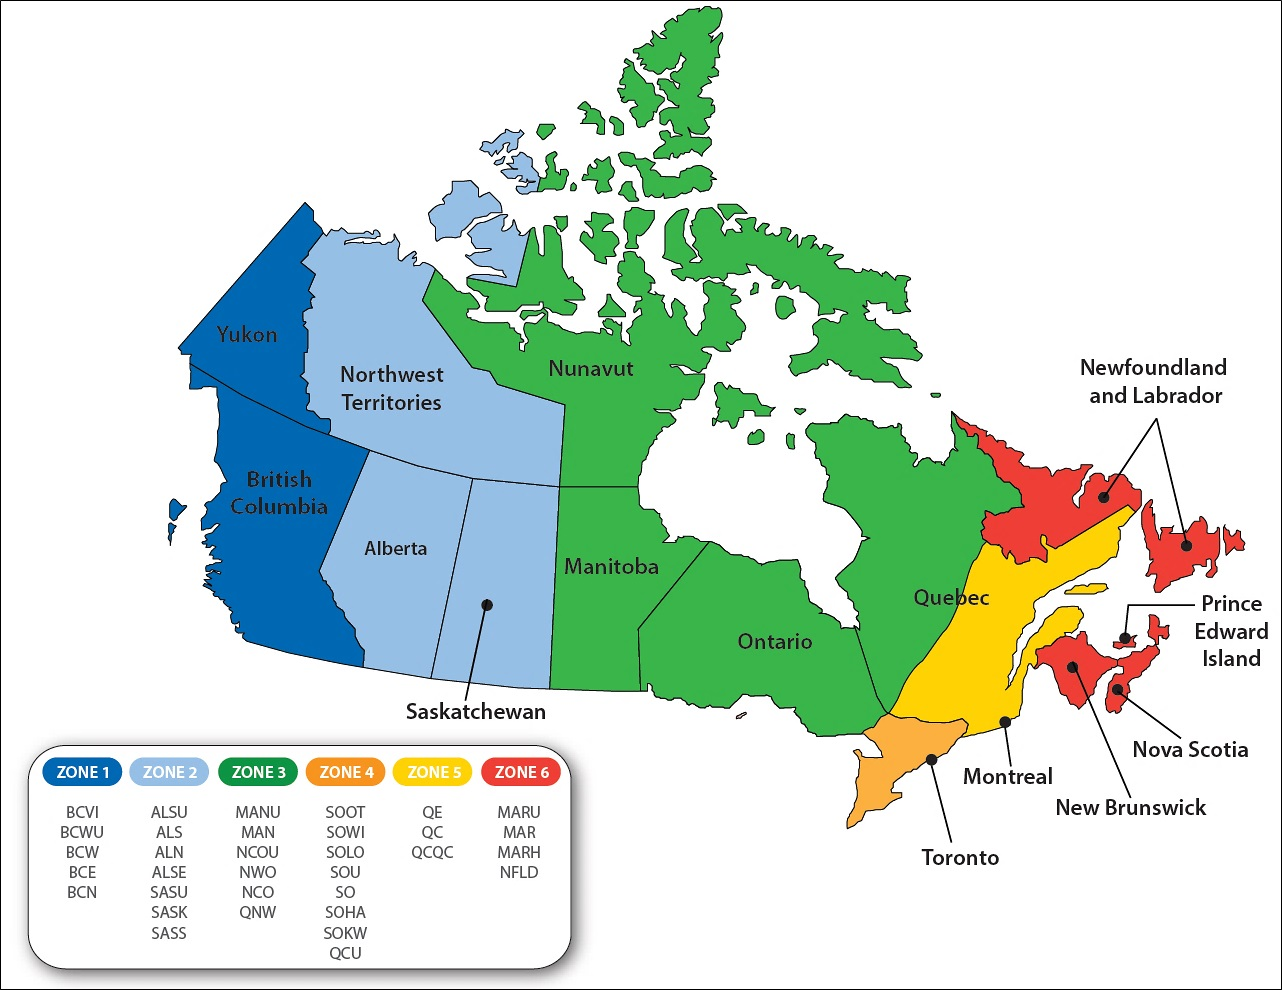 Yukon
Northwest
Territories
Nunavut
Newfoundland
and Labrador
British
Columbia
Alberta
Manitoba
Quebec
Ontario
Prince
Edward
Island
Saskatchewan
Nova Scotia
Montreal
New Brunswick
Toronto
ZONE 1
BCVI
BCWU
BCW
BCE
BCN
ZONE 2
ALSU
ALS
ALN
ALSE
SASU
SASK
SASS
ZONE 3
MANU
MAN
NCOU
NWO
NCO
QNW
ZONE 4
SOOT
SOWI
SOLO
SOU
SO
SOHA
SOKW
QCU
ZONE 5
QE
QC
QCQC
ZONE 6
MARU
MAR
MARH
NFLD